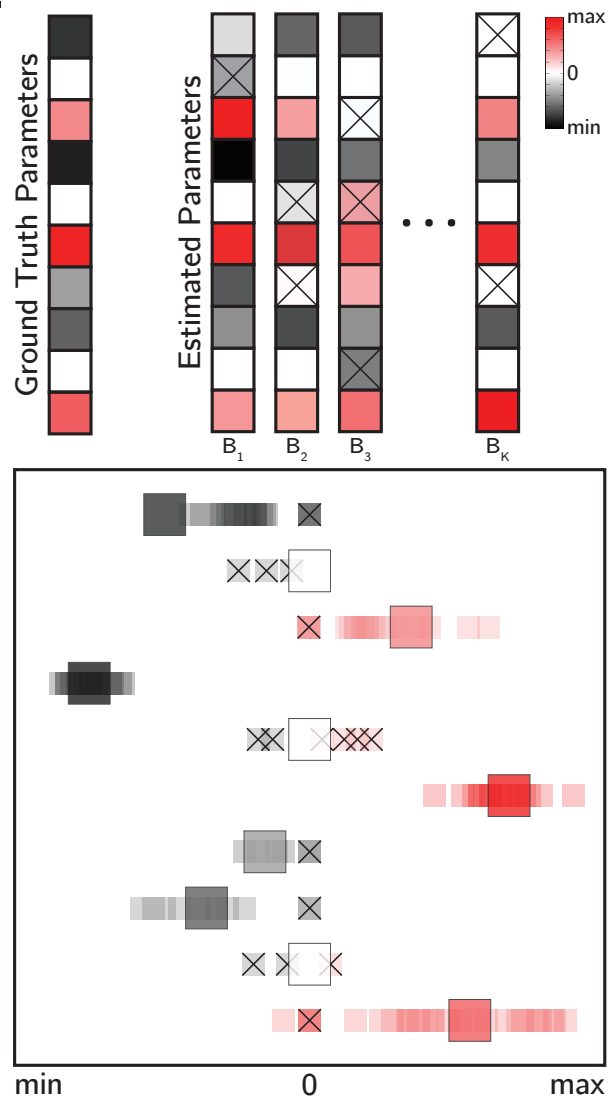 Ground Truth Parameters
Estimated Parameters
max
0
min
. . .
B1
B2
B3
BK
min
0
max